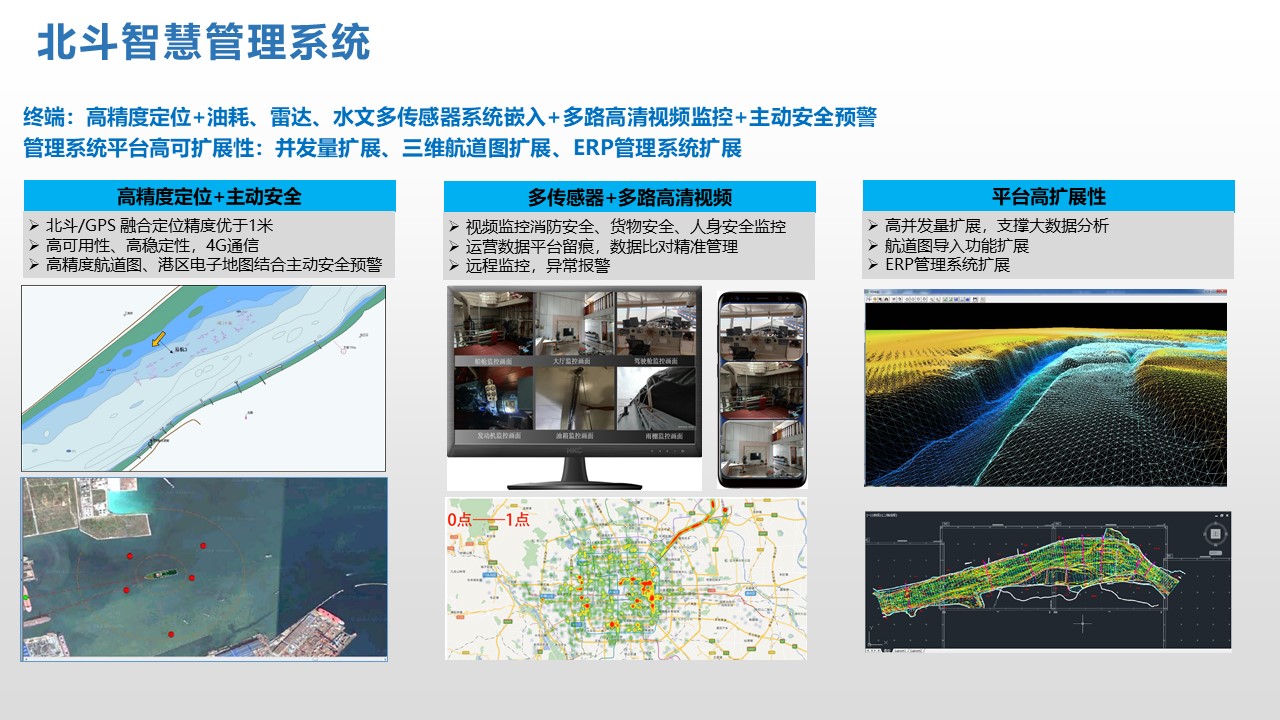 北斗智慧管理系统
终端：高精度定位+油耗、雷达、水文多传感器系统嵌入+多路高清视频监控+主动安全预警
管理系统平台高可扩展性：并发量扩展、三维航道图扩展、ERP管理系统扩展
高精度定位+主动安全
北斗/GPS 融合定位精度优于1米
高可用性、高稳定性，4G通信
高精度航道图、港区电子地图结合主动安全预警
多传感器+多路高清视频
视频监控消防安全、货物安全、人身安全监控
运营数据平台留痕，数据比对精准管理
远程监控，异常报警
平台高扩展性
高并发量扩展，支撑大数据分析
航道图导入功能扩展
ERP管理系统扩展
船舱监控画面 大厅监控画面 驾驶舱监控画面
发动机监控画面 油箱监控画面 雨棚监控画面
HKC
0点——1点